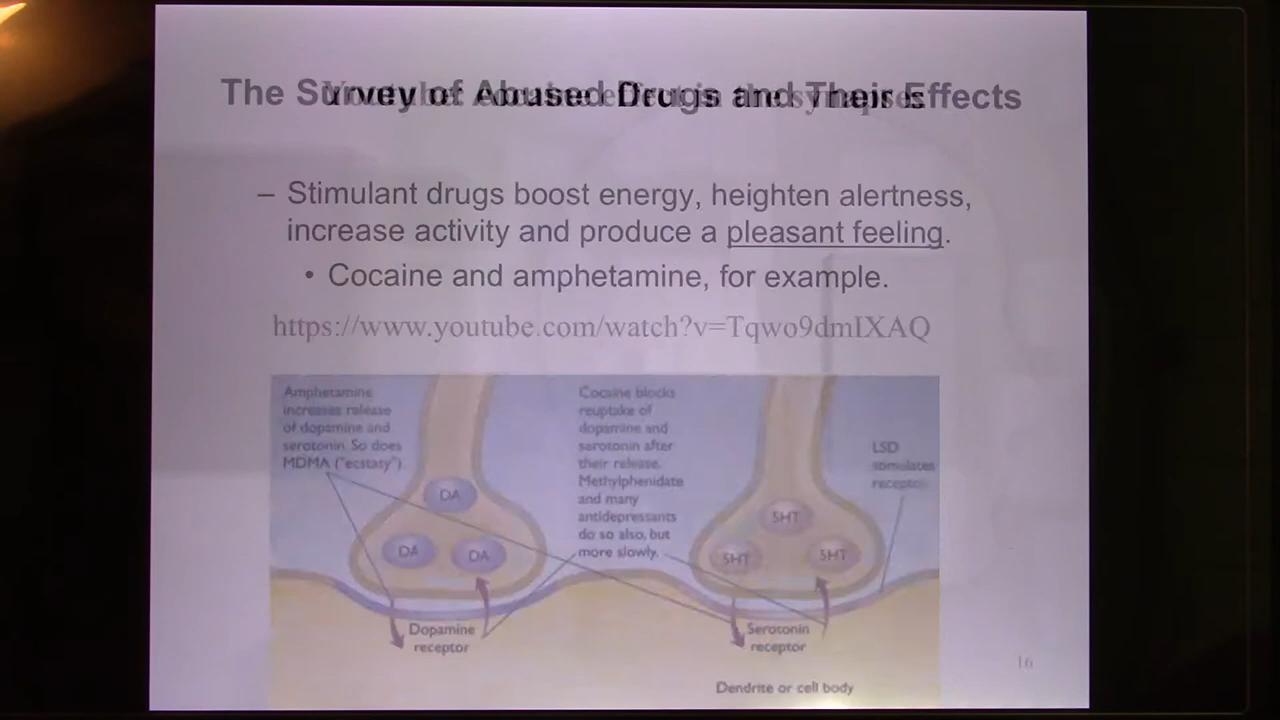 The Survey of Abused Drugs and Their Effects
– Stimulant drugs boost energy, heighten alertness,
increase activity and produce a pleasant feeling.
• Cocaine and amphetamine, for example.
https://www.youtube.com/watch?v=Tqwo9dmIXAQ
Amphetamine
increases release
of dopamine and
serotonin. So does
MDMA ("ecstasy")
Cocaine blocks
reuptake of
dopamine and
serotonin after
their release.
Methylphenidate
and many
antidepressants
do so also, but
more slowly.
LSD
stimulates
receptor
DA
DA
DA
5HT
5HT
5HT
Dopamine
receptor
Serotonin
receptor
Dendrite or cell body
16